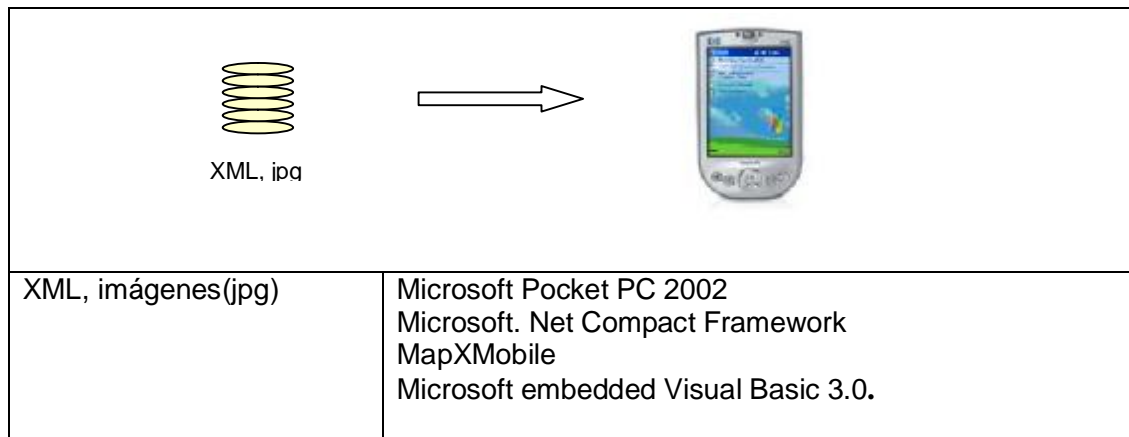 XML, jpg
XML, imágenes(jpg)
Microsoft Pocket PC 2002
Microsoft. Net Compact Framework
MapXMobile
Microsoft embedded Visual Basic 3.0.